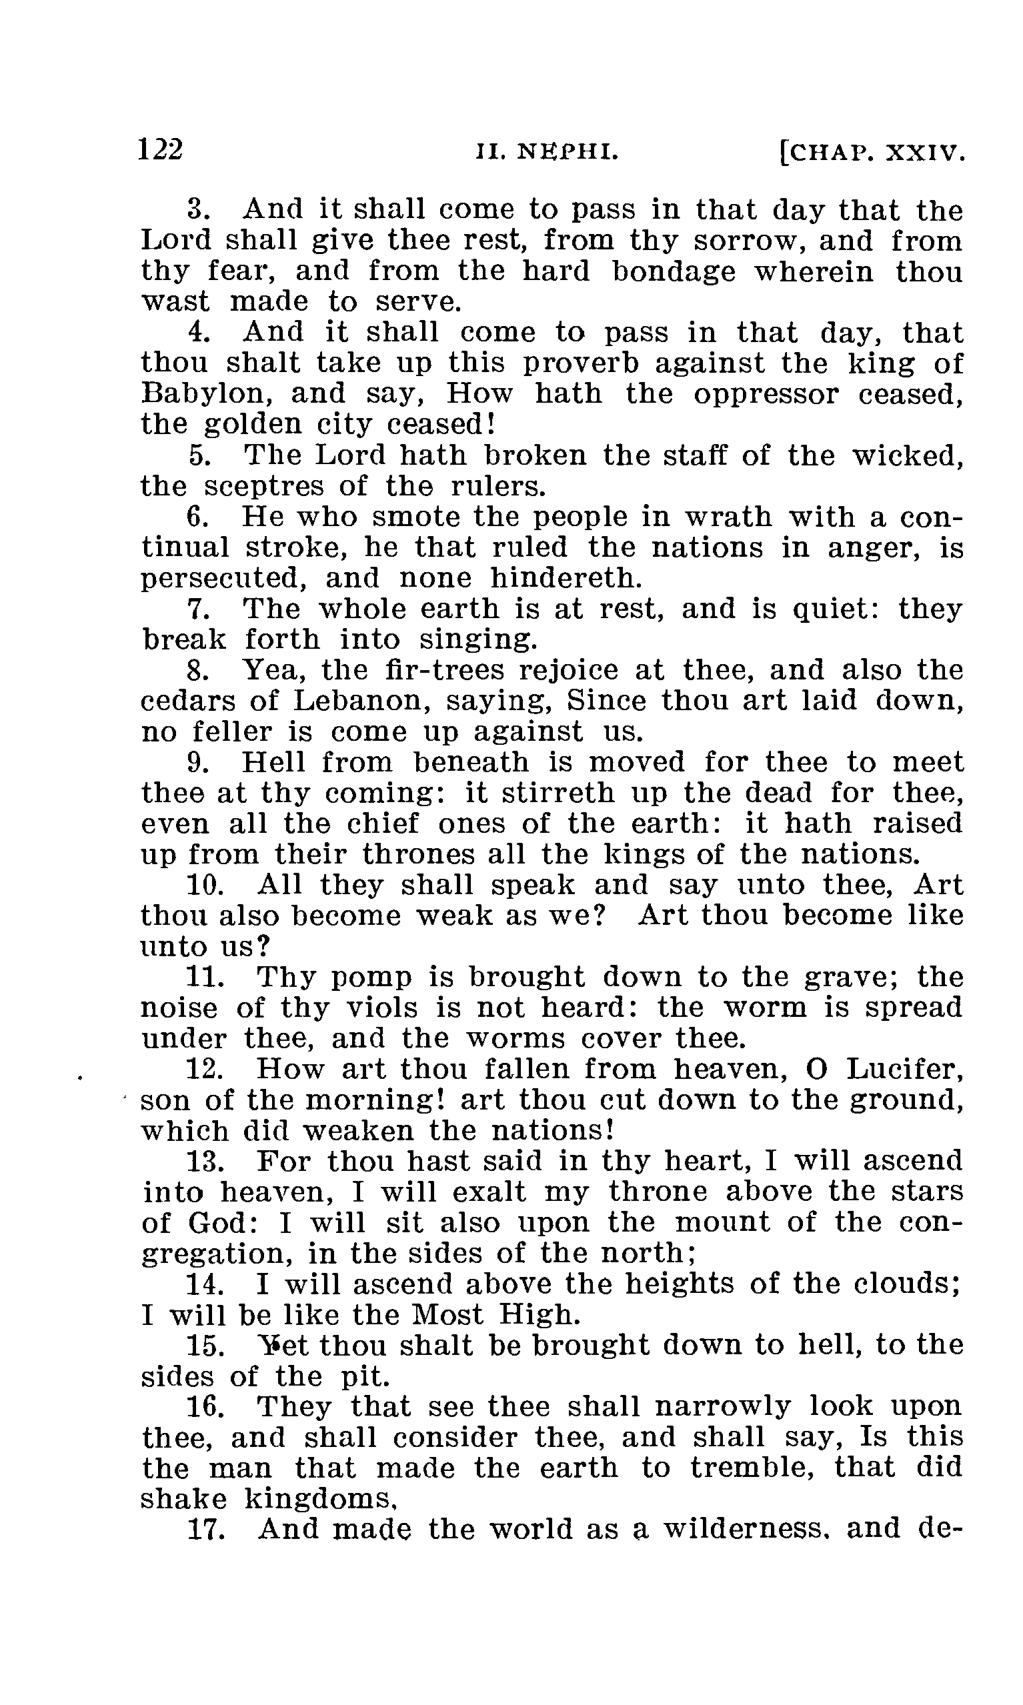 122 II. NEPHI. [CHAP. XXIV.
3. And it shall come to pass in that day that the
Lord shall give thee rest, from thy sorrow, and from
thy fear, and from the hard bondage wherein thou
wast made to serve.
4. And it shall come to pass in that day, that
thou shalt take up this proverb against the king of
Babylon, and say, How hath the oppressor ceased,
the golden city ceased!
5. The Lord hath broken the staff of the wicked,
the sceptres of the rulers.
6. He who smote the people in wrath with a con-
tinual stroke, he that ruled the nations in anger, is
persecuted, and none hindereth.
7. The whole earth is at rest, and is quiet: they
break forth into singing.
8. Yea, the fir-trees rejoice at thee, and also the
cedars of Lebanon, saying, Since thou art laid down,
no feller is come up against us.
9. Hell from beneath is moved for thee to meet
thee at thy coming: it stirreth up the dead for thee,
even all the chief ones of the earth: it hath raised
up from their thrones all the kings of the nations.
10. All they shall speak and say unto thee, Art
thou also become weak as we? Art thou become like
unto us?
11. Thy pomp is brought down to the grave; the
noise of thy viols is not heard: the worm is spread
under thee, and the worms cover thee.
12. How art thou fallen from heaven, O Lucifer,
son of the morning! art thou cut down to the ground,
which did weaken the nations!
13. For thou hast said in thy heart, I will ascend
into heaven, I will exalt my throne above the stars
of God: I will sit also upon the mount of the con-
gregation, in the sides of the north;
14. I will ascend above the heights of the clouds;
I will be like the Most High.
15. Yet thou shalt be brought down to hell, to the
sides of the pit.
16. They that see thee shall narrowly look upon
thee, and shall consider thee, and shall say, Is this
the man that made the earth to tremble, that did
shake kingdoms,
17. And made the world as a wilderness, and de-